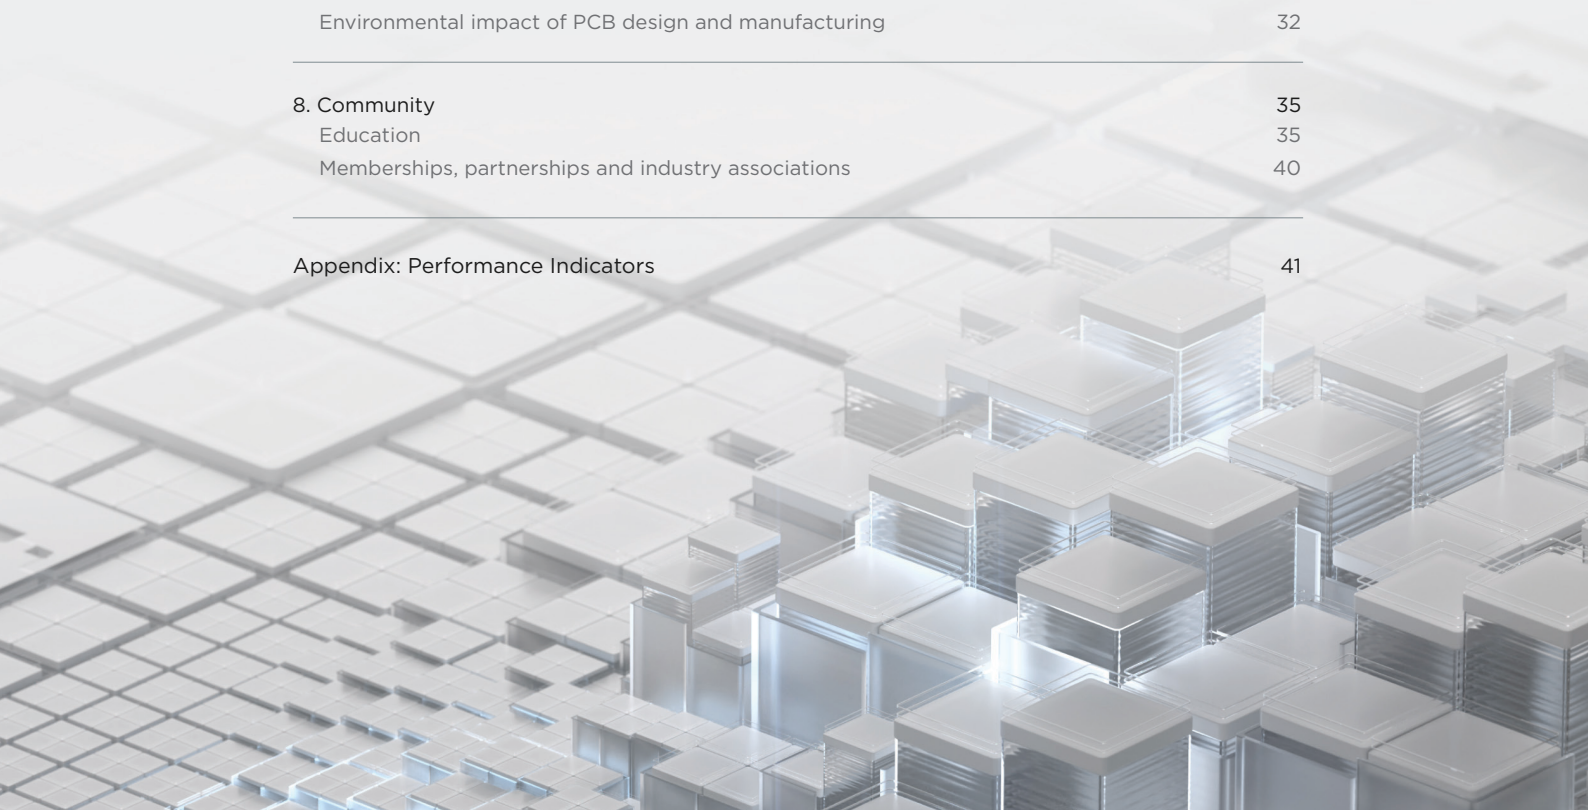 Environmental impact of PCB design and manufacturing 32
8. Community 35
Education 35
Memberships, partnerships and industry associations 40
Appendix: Performance Indicators 41